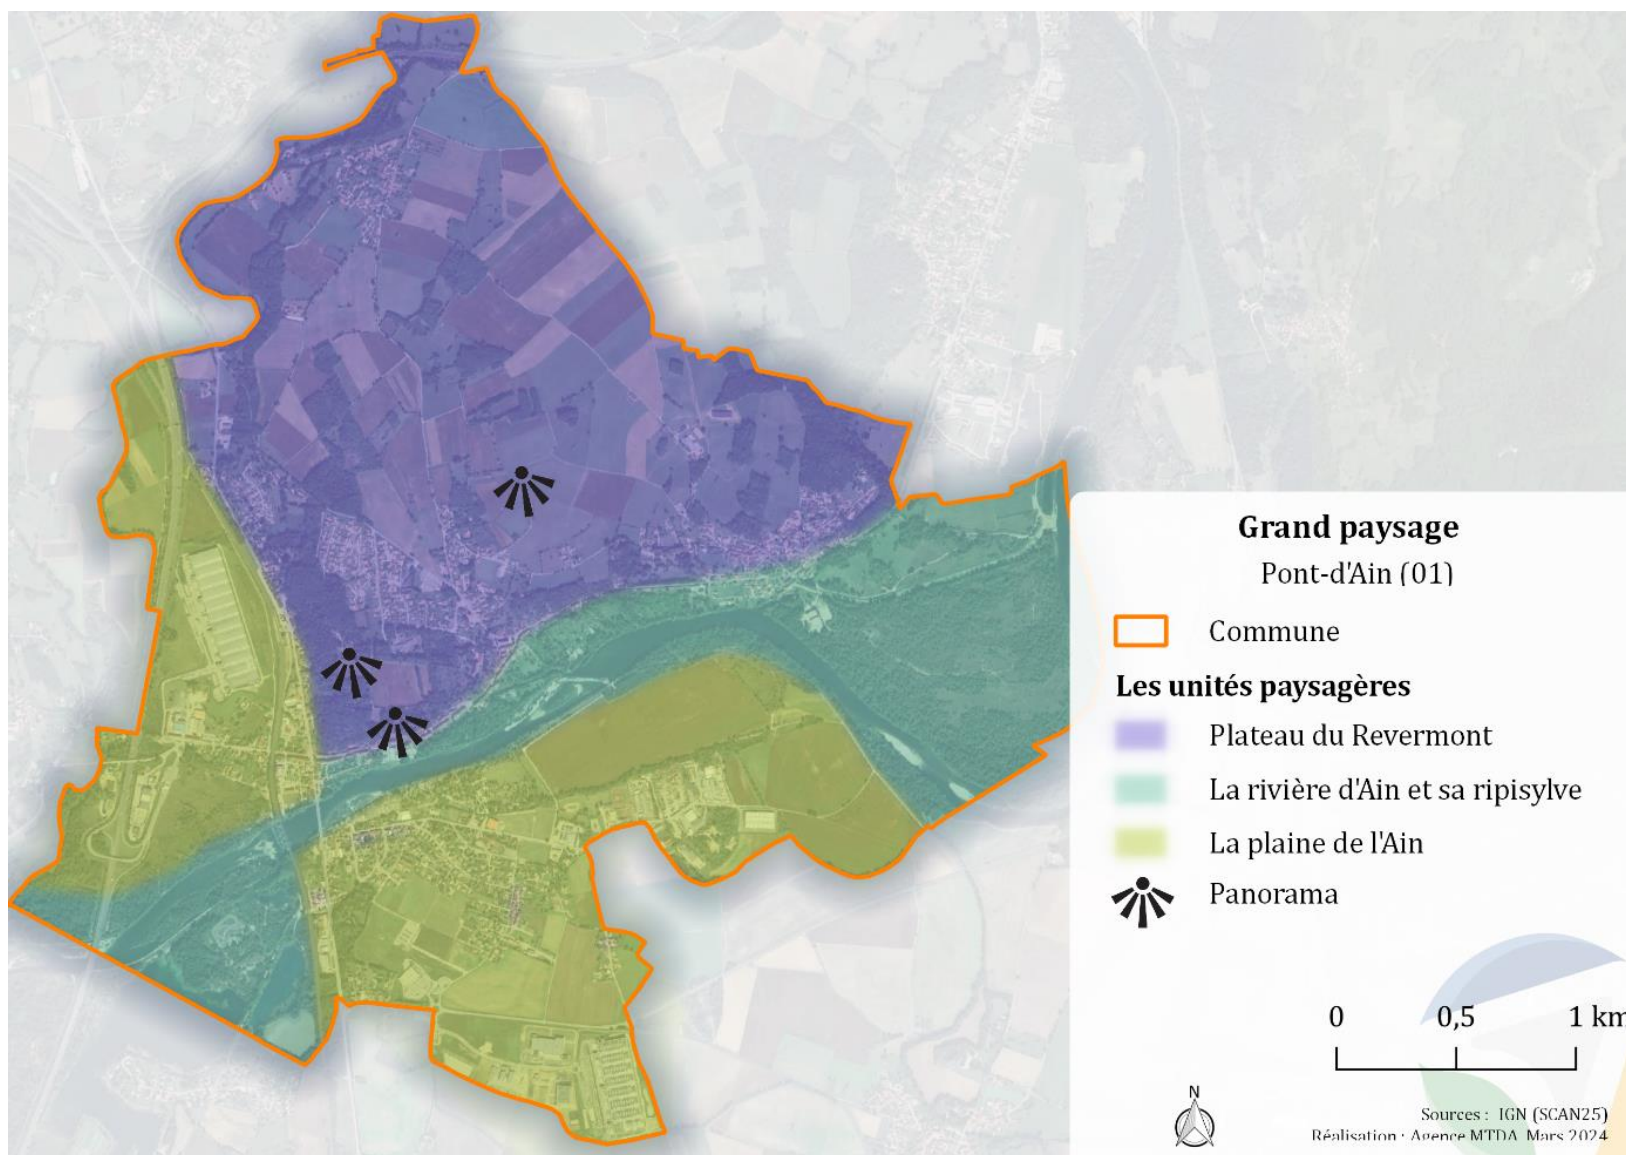 Grand paysage
Pont-d'Ain (01)
Commune
Les unités paysagères
Plateau du Revermont
La rivière d'Ain et sa ripisylve
La plaine de l'Ain
Panorama
0 0,5 1 km
N
Sources : IGN (SCAN25)
Réalisation : Agence MTDA Mars 2024